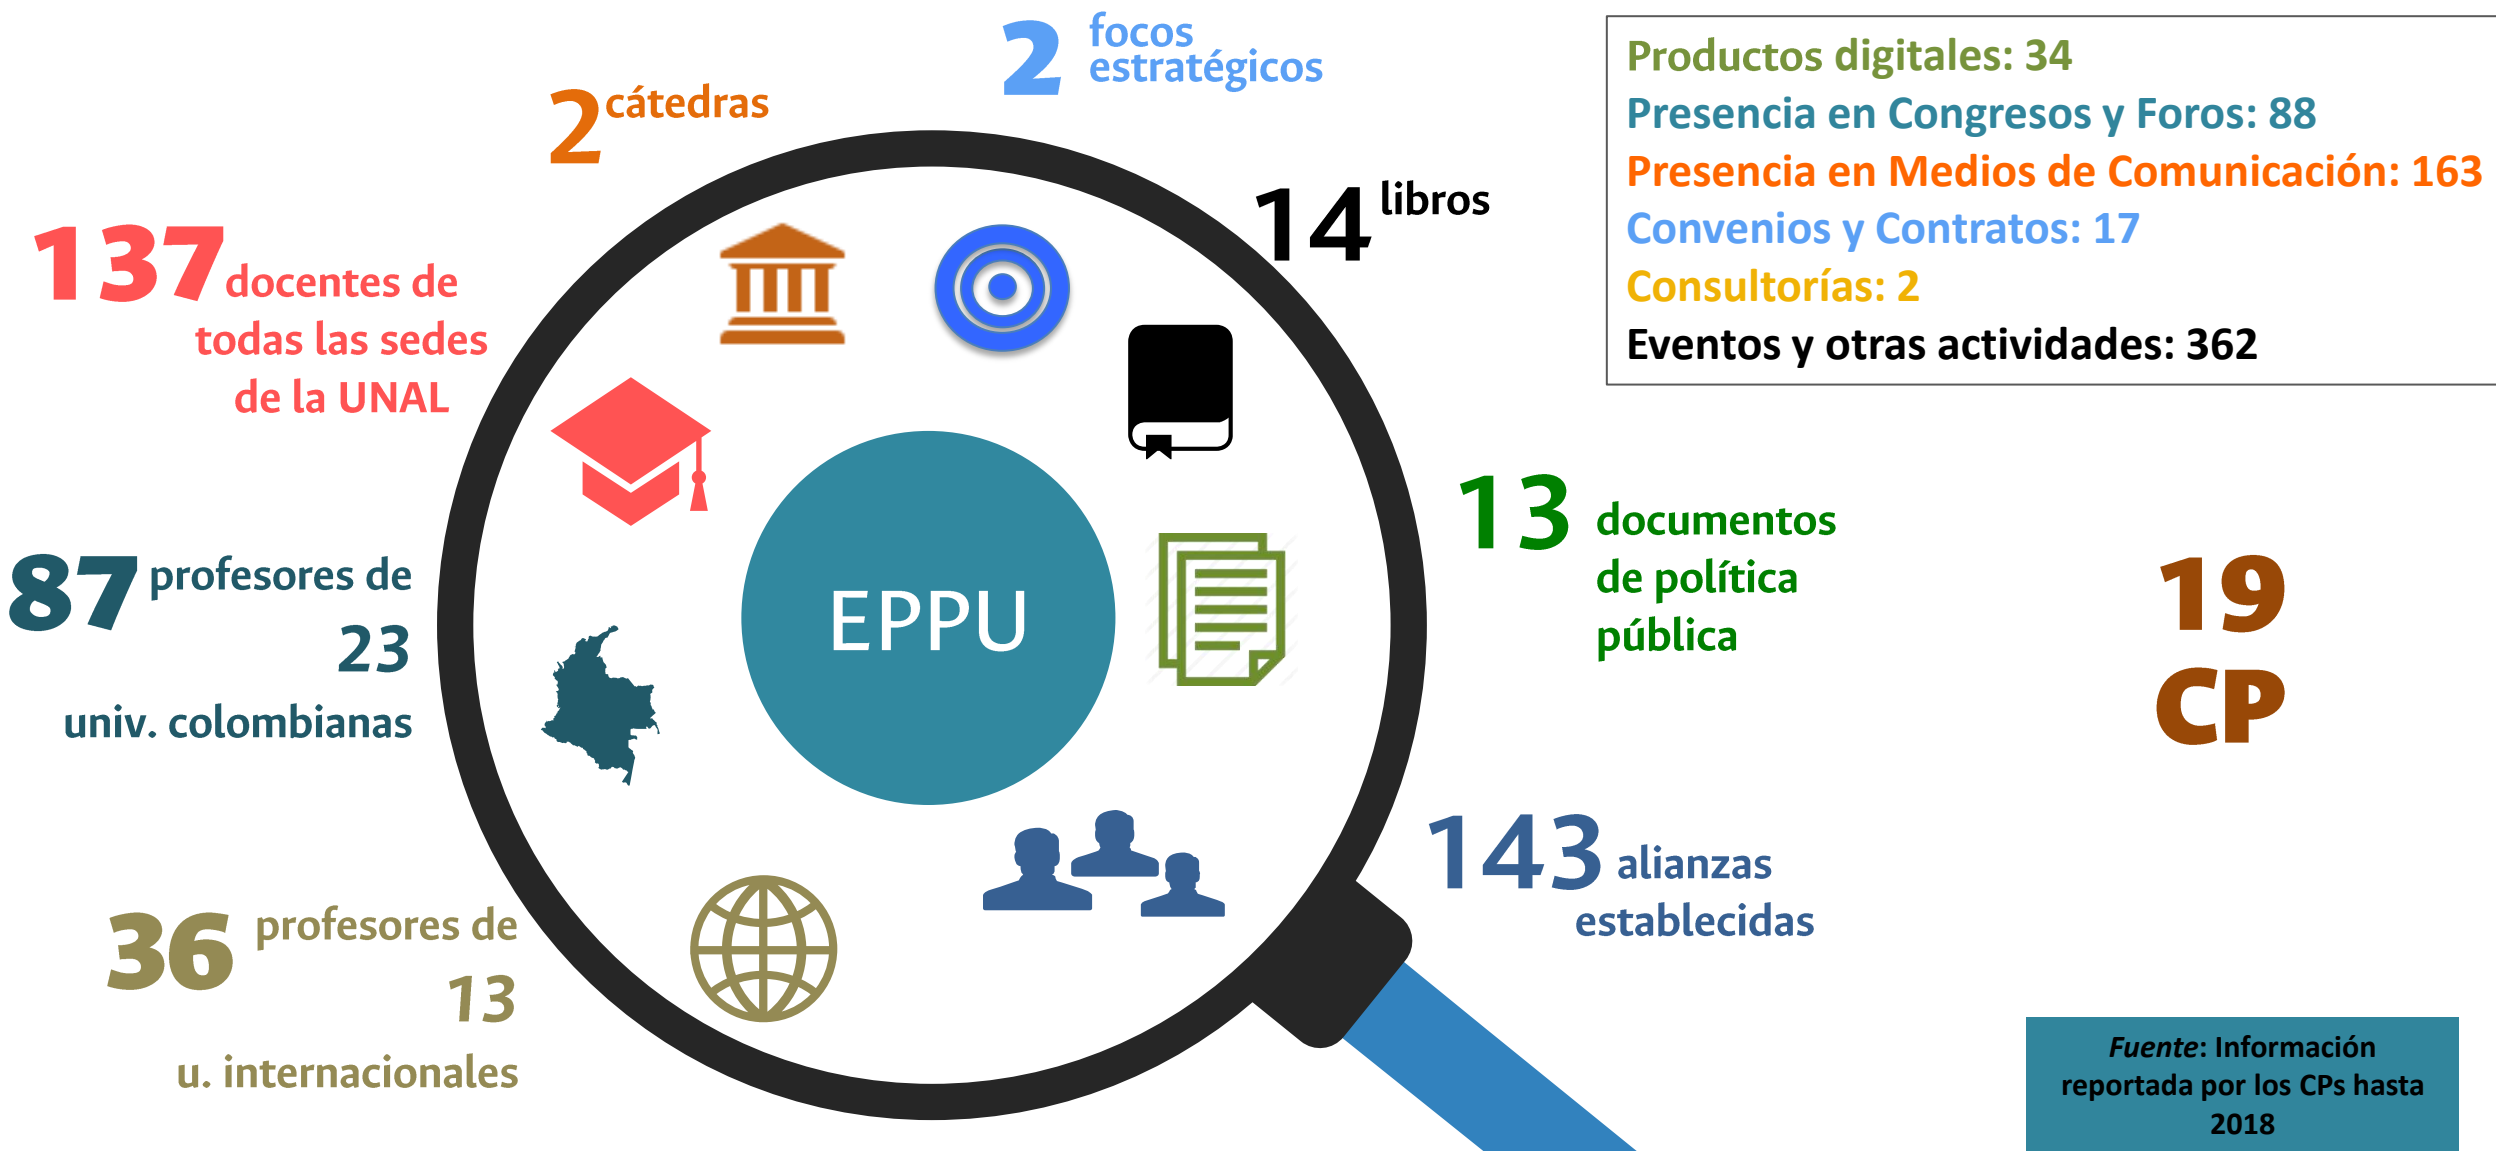 2 focos
estratégicos
2 cátedras
14 libros
137 docentes de
todas las sedes
de la UNAL
87 profesores de
23
univ. colombianas
36 profesores de
13
u. internacionales
EPPU
13 documentos
de política
pública
143 alianzas
establecidas
Productos digitales: 34
Presencia en Congresos y Foros: 88
Presencia en Medios de Comunicación: 163
Convenios y Contratos: 17
Consultorías: 2
Eventos y otras actividades: 362
19
CP
Fuente: Información
reportada por los CPs hasta
2018